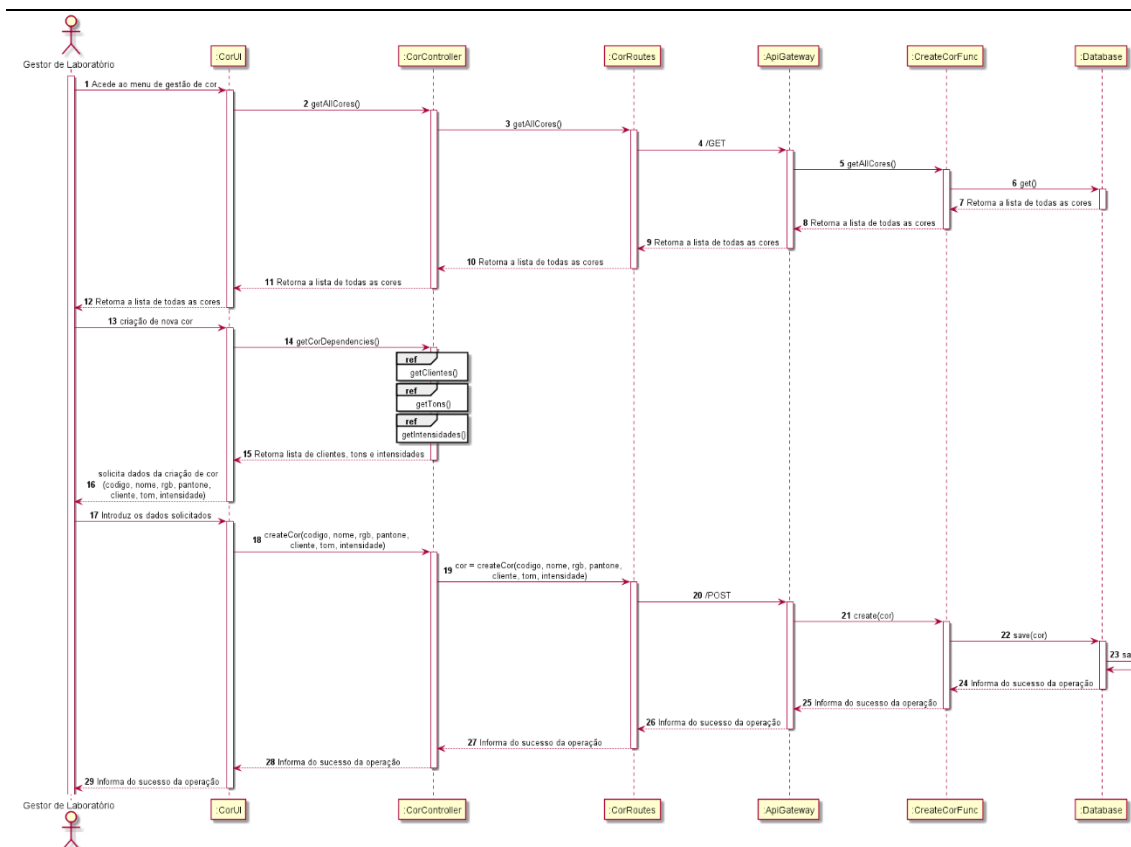 Gestor de Laboratório
:CorUI
:CorController
:CorRoutes
:ApiGateway
:CreateCorFunc
:Database
1 Acede ao menu de gestão de cor
2 getAllCores()
3 getAllCores()
4 /GET
5 getAllCores()
6 get()
7 Retorna a lista de todas as cores
8 Retorna a lista de todas as cores
9 Retorna a lista de todas as cores
10 Retorna a lista de todas as cores
11 Retorna a lista de todas as cores
12 Retorna a lista de todas as cores
13 criação de nova cor
14 getCorDependencies()
ref
getClientes()
ref
getTons()
ref
getIntensidades()
15 Retorna lista de clientes, tons e intensidades
solicita dados da criação de cor
16 (codigo, nome, rgb, pantone,
cliente, tom, intensidade)
17 Introduz os dados solicitados
18 createCor(codigo, nome, rgb, pantone,
cliente, tom, intensidade)
19 cor = createCor(codigo, nome, rgb, pantone,
cliente, tom, intensidade)
20 /POST
21 create(cor)
22 save(cor)
23 sa
24 Informa do sucesso da operação
25 Informa do sucesso da operação
26 Informa do sucesso da operação
27 Informa do sucesso da operação
28 Informa do sucesso da operação
29 Informa do sucesso da operação
Gestor de Laboratório
:CorUI
:CorController
:CorRoutes
:ApiGateway
:CreateCorFunc
:Database